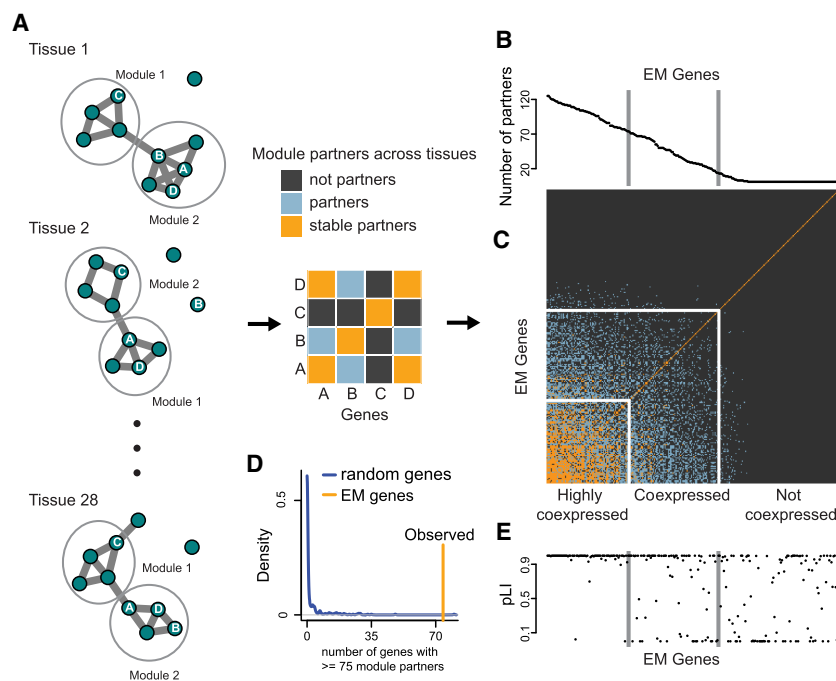 A
Tissue 1
Module 1
C
B
A
D
Module 2
Tissue 2
Module 2
C
B
A
D
Module 1
Tissue 28
C
Module 1
A
D
B
Module 2
Module partners across tissues
not partners
partners
stable partners
D
C
B
A
A B C D
Genes
B
EM Genes
Number of partners
120
70
20
C
EM Genes
Highly coexpressed
Coexpressed
Not coexpressed
D
random genes
EM genes
Observed
Density
0.5
0
0 35 70
number of genes with
>= 75 module partners
E
pLI
0.9
0.5
0.1
EM Genes